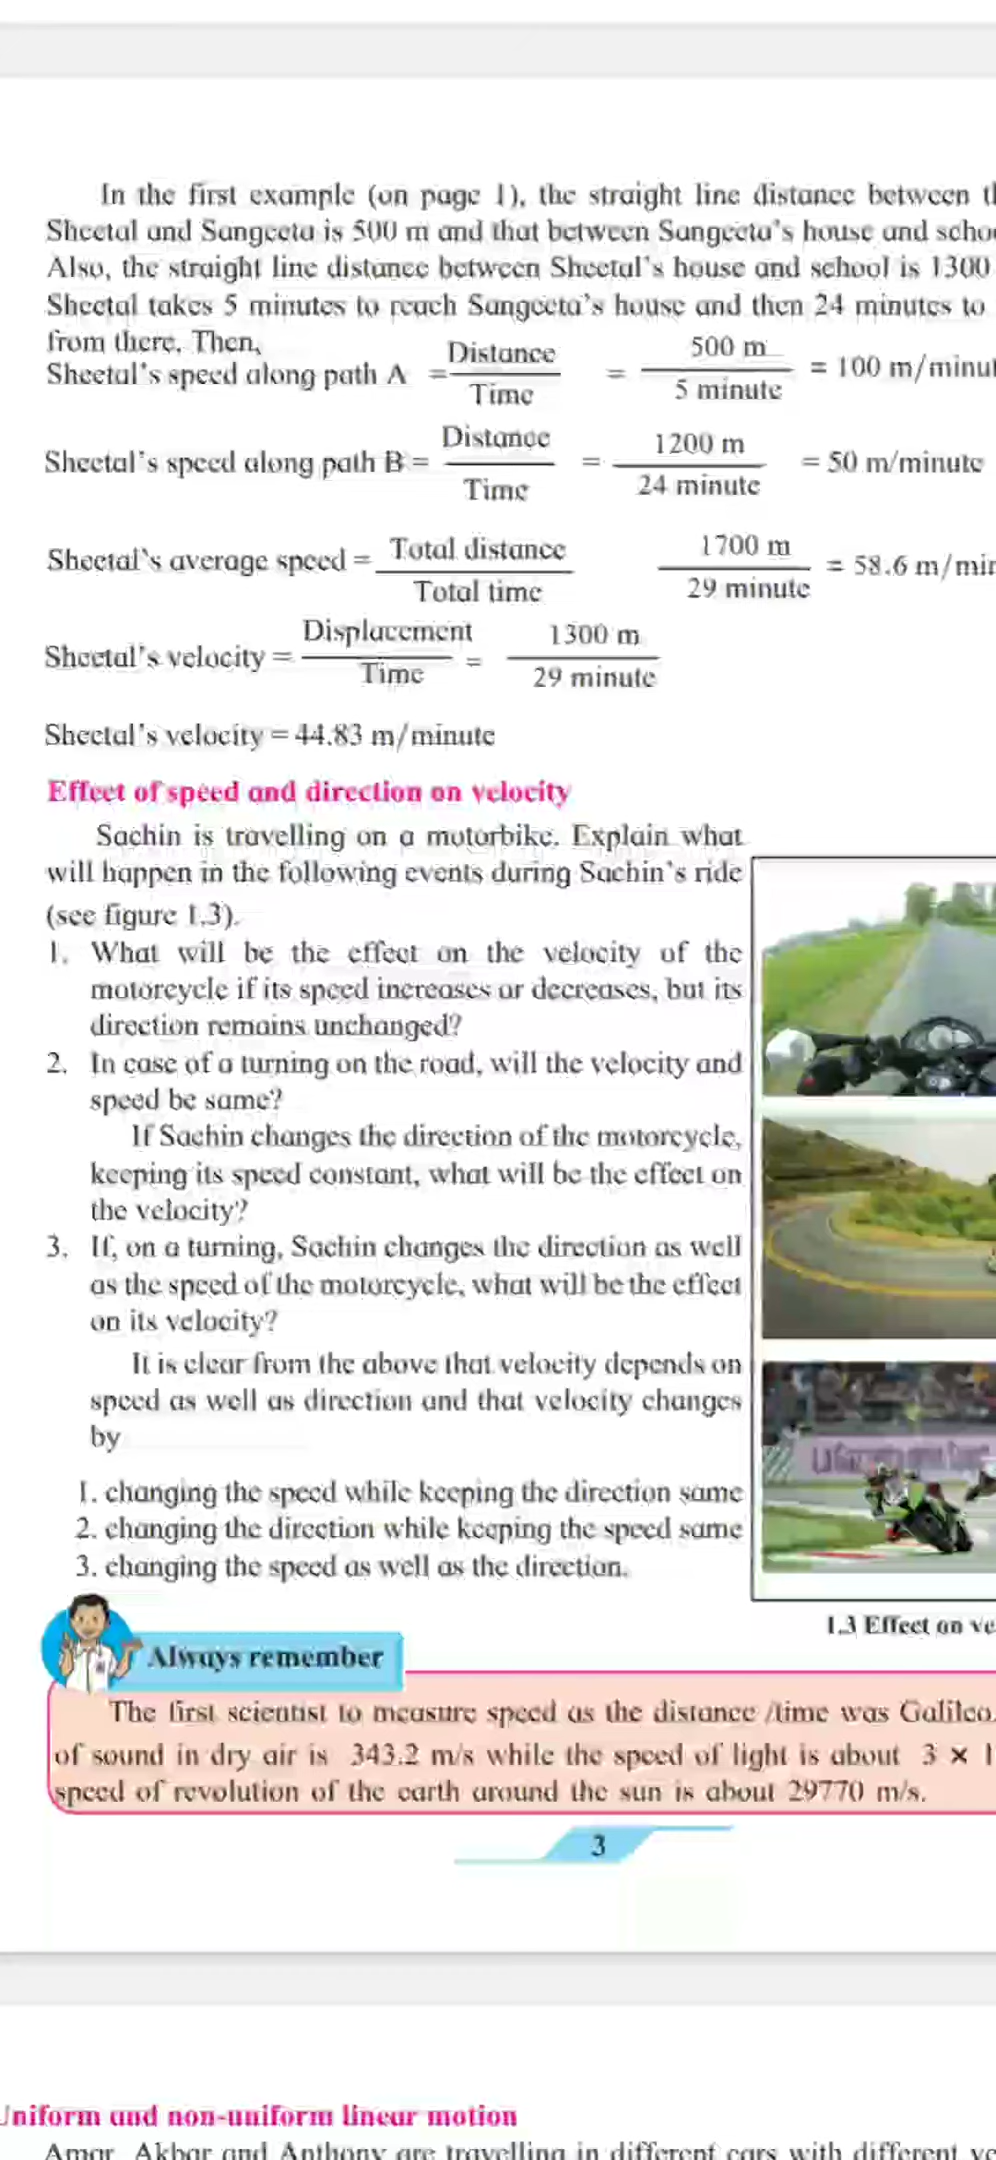 In the first example (on page 1), the straight line distance between
Sheetal and Sangeeta is 500 m and that between Sangeeta's house and
Also, the straight line distance between Sheetal's house and school is 1300
Sheetal takes 5 minutes to reach Sangeeta's house and then 24 minutes to
from there. Then,
Sheetal's speed along path A = Distance / Time = 500 m / 5 minute = 100 m/
Sheetal's speed along path B = Distance / Time = 1200 m / 24 minute = 50 m/minute
Sheetal's average speed = Total distance / Total time 1700 m / 29 minute = 58.6 m/
Sheetal's velocity = Displacement / Time = 1300 m / 29 minute
Sheetal's velocity = 44.83 m/minute
Effect of speed and direction on velocity
Sachin is travelling on a motorbike. Explain what
will happen in the following events during Sachin's ride
(see figure 1.3).
1. What will be the effect on the velocity of the
motorcycle if its speed increases or decreases, but its
direction remains unchanged?
2. In case of a turning on the road, will the velocity and
speed be same?
If Sachin changes the direction of the motorcycle,
keeping its speed constant, what will be the effect on
the velocity?
3. If, on a turning, Sachin changes the direction as well
as the speed of the motorcycle, what will be the effect
on its velocity?
It is clear from the above that velocity depends on
speed as well as direction and that velocity changes
by
1. changing the speed while keeping the direction same
2. changing the direction while keeping the speed same
3. changing the speed as well as the direction.
1.3 Effect on
Always remember
The first scientist to measure speed as the distance /time was Galileo.
of sound in dry air is 343.2 m/s while the speed of light is about 3 ×
speed of revolution of the earth around the sun is about 29770 m/s.
3
Uniform and non-uniform linear motion
Amar, Akbar and Anthony are travelling in different cars with different